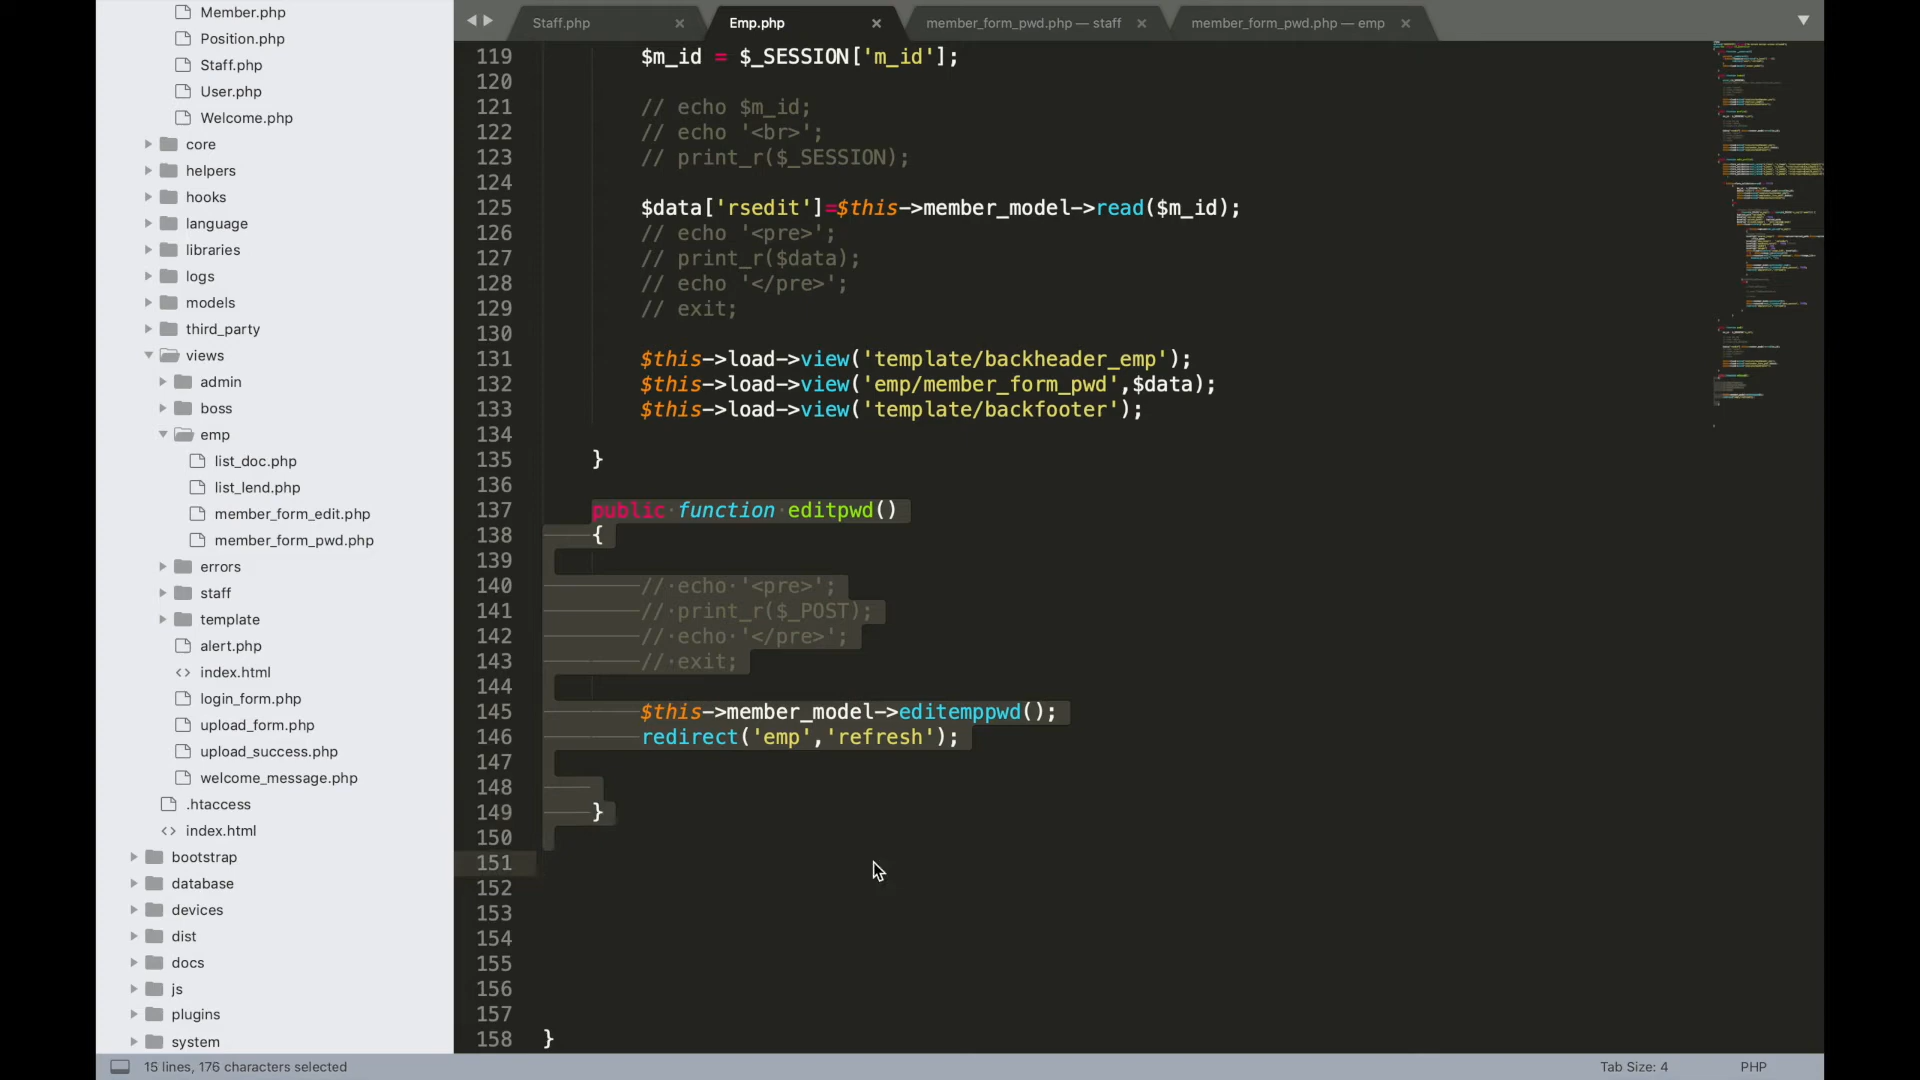 Member.php
Position.php
Staff.php
User.php
Welcome.php
core
helpers
hooks
language
libraries
logs
models
third_party
views
admin
boss
emp
list_doc.php
list_lend.php
member_form_edit.php
member_form_pwd.php
errors
staff
template
alert.php
<> index.html
login_form.php
upload_form.php
upload_success.php
welcome_message.php
.htaccess
<> index.html
bootstrap
database
devices
dist
docs
js
plugins
system
Staff.php × Emp.php × member_form_pwd.php — staff × member_form_pwd.php — emp ×
119 $m_id = $_SESSION['m_id'];
120
121 // echo $m_id;
122 // echo '<br>';
123 // print_r($_SESSION);
124
125 $data['rsedit']=$this->member_model->read($m_id);
126 // echo '<pre>';
127 // print_r($data);
128 // echo '</pre>';
129 // exit;
130
131 $this->load->view('template/backheader_emp');
132 $this->load->view('emp/member_form_pwd',$data);
133 $this->load->view('template/backfooter');
134
135 }
136
137 public function editpwd()
138 {
139
140 // echo '<pre>';
141 // print_r($_POST);
142 // echo '</pre>';
143 // exit;
144
145 $this->member_model->editemppwd();
146 redirect('emp','refresh');
147
148
149 }
150
151
152
153
154
155
156
157
158 }
15 lines, 176 characters selected
Tab Size: 4 PHP